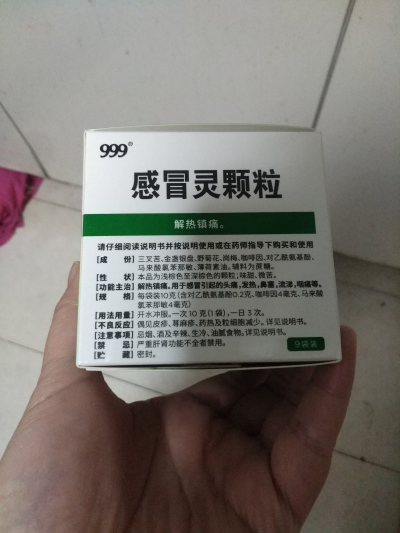 999®
感冒灵颗粒
解热镇痛。
请仔细阅读说明书并按说明使用或在药师指导下购买和使用
[成 份] 三叉苦、金盏银盘、野菊花、岗梅、咖啡因、对乙酰氨基酚、
马来酸氯苯那敏、薄荷素油。辅料为蔗糖。
[性 状] 本品为浅棕色至深棕色的颗粒;味甜、微苦。
[功能主治] 解热镇痛。用于感冒引起的头痛,发热,鼻塞,流涕,咽痛等。
[规 格] 每袋装10克(含对乙酰氨基酚0.2克、咖啡因4毫克、马来酸
氯苯那敏4毫克)
[用法用量] 开水冲服。一次10克(1袋),一日3次。
[不良反应] 偶见皮疹、荨麻疹、药热及粒细胞减少。详见说明书。
[注意事项] 忌烟、酒及辛辣、生冷、油腻食物。详见说明书。
[禁 忌] 严重肝肾功能不全者禁用。
[贮 藏] 密封。
9袋装